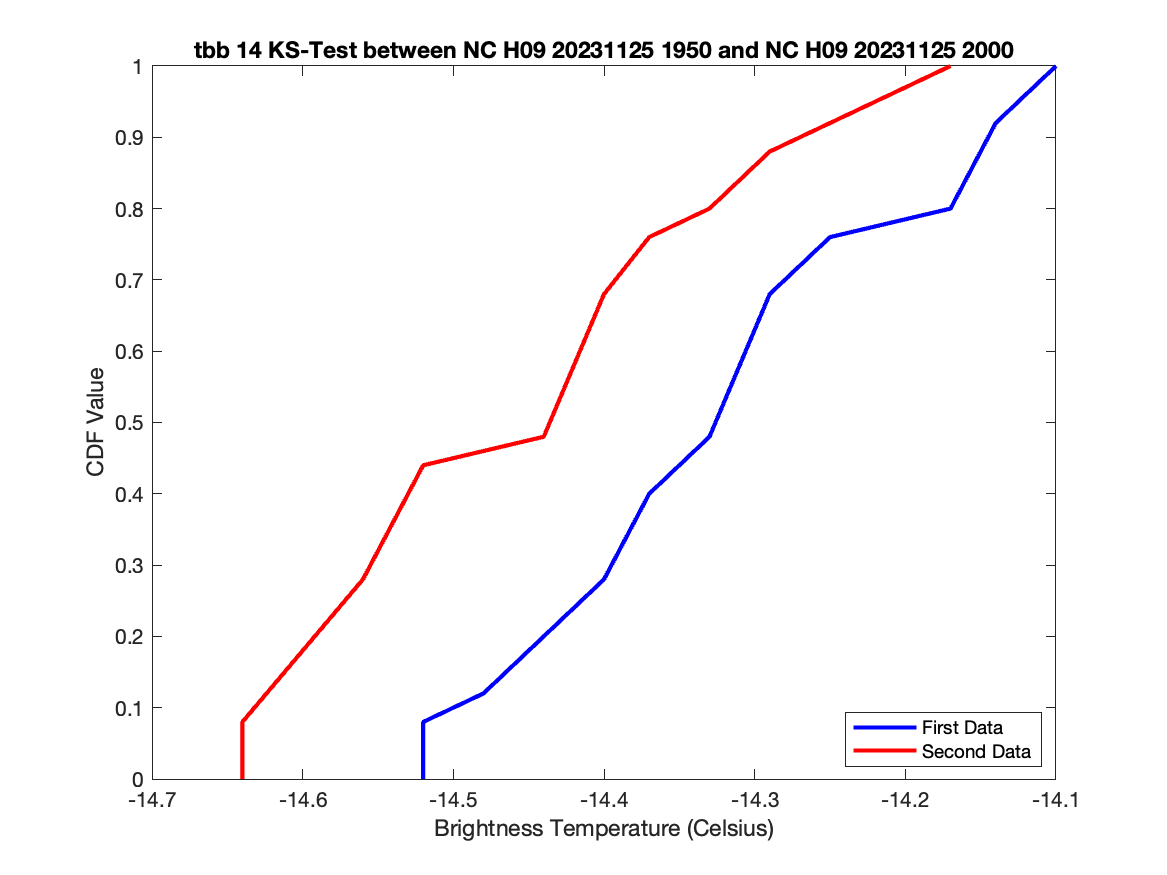 tbb 14 KS-Test between NC H09 20231125 1950 and NC H09 20231125 2000
1
0.9
0.8
0.7
0.6
0.5
0.4
0.3
0.2
0.1
0
CDF Value
First Data
Second Data
-14.7 -14.6 -14.5 -14.4 -14.3 -14.2 -14.1
Brightness Temperature (Celsius)